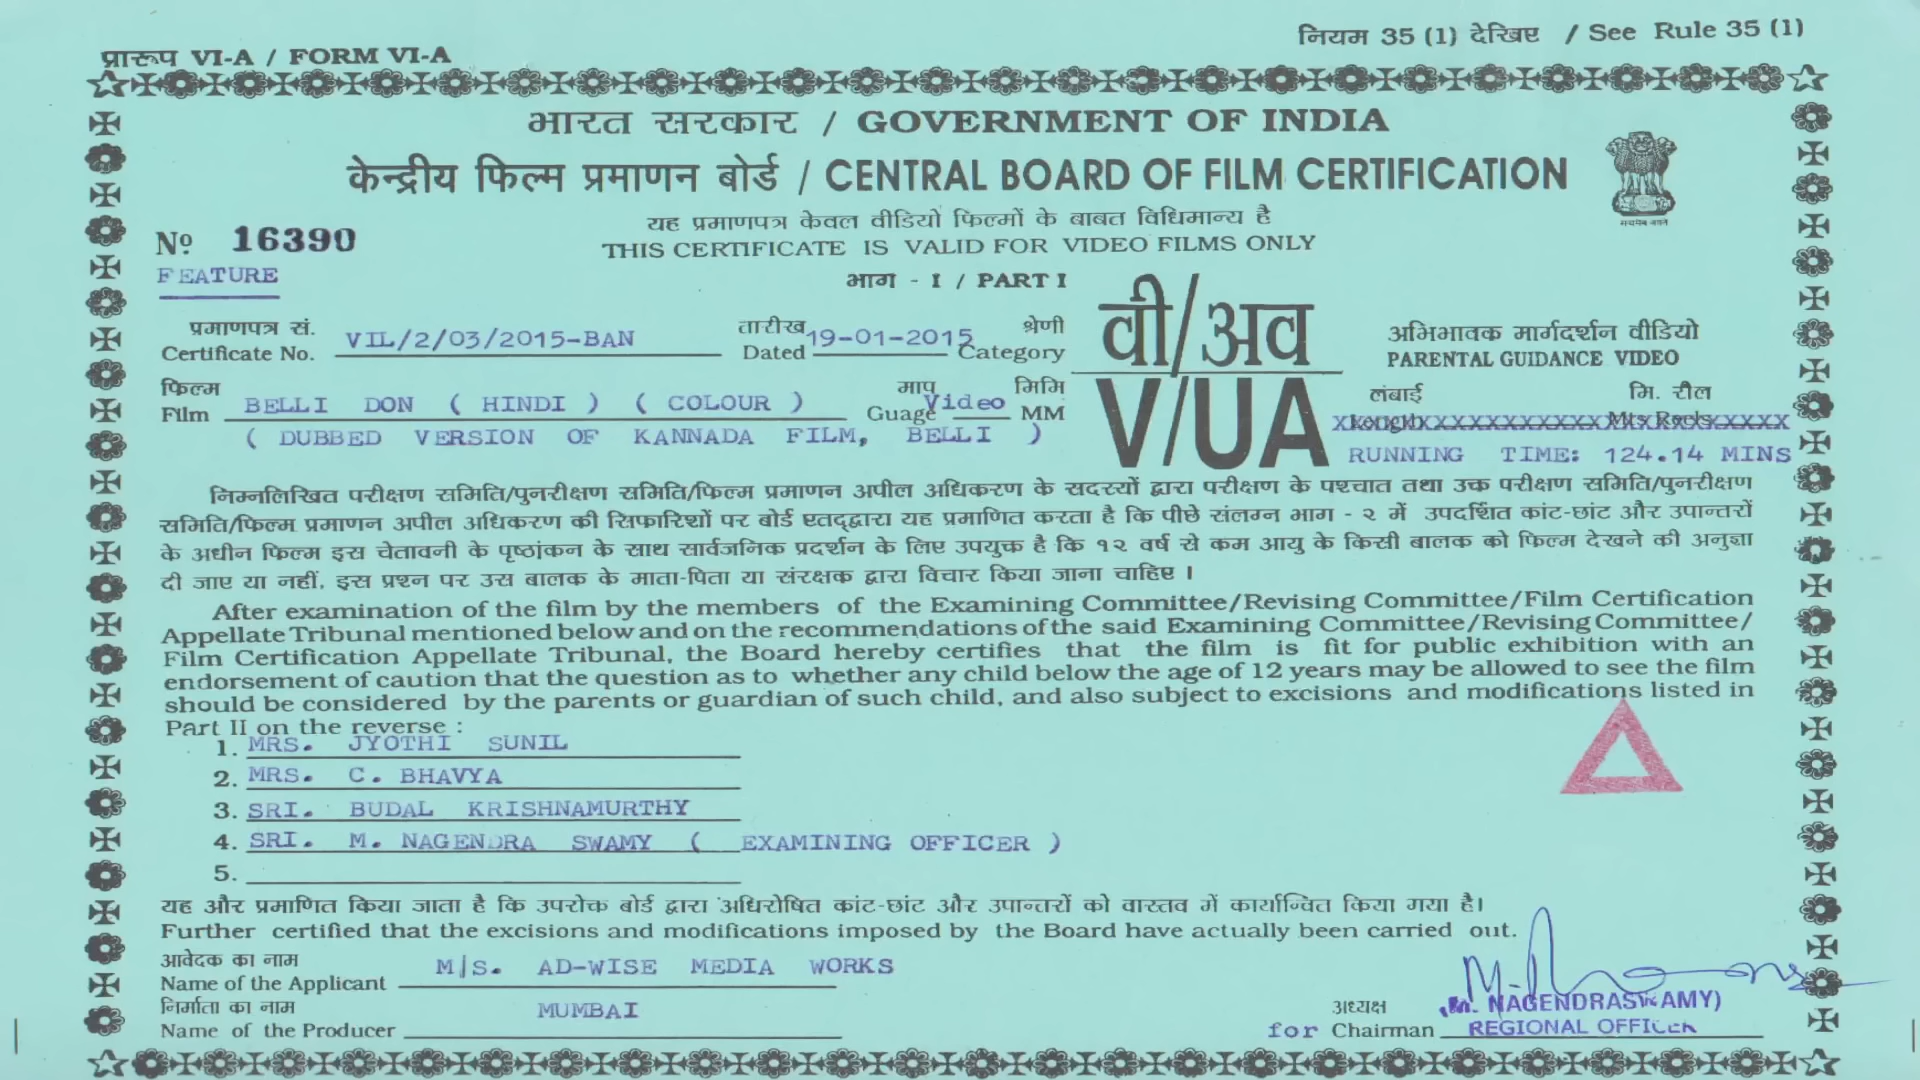 प्रारूप VI-A / FORM VI-A
नियम 35 (1) देखिए / See Rule 35 (1)
भारत सरकार / GOVERNMENT OF INDIA
केन्द्रीय फिल्म प्रमाणन बोर्ड / CENTRAL BOARD OF FILM CERTIFICATION
सत्यमेव जयते
यह प्रमाणपत्र केवल वीडियो फिल्मों के बाबत विधिमान्य है
Nº 16390
THIS CERTIFICATE IS VALID FOR VIDEO FILMS ONLY
FEATURE
भाग - I / PART I
प्रमाणपत्र सं. तारीख श्रेणी
Certificate No. VIL/2/03/2015-BAN Dated 19-01-2015 Category
वी/अव
V/UA
अभिभावक मार्गदर्शन वीडियो
PARENTAL GUIDANCE VIDEO
फिल्म माप मिमि लंबाई मि. रील
Film BELLI DON ( HINDI ) ( COLOUR ) Guage Video MM
( DUBBED VERSION OF KANNADA FILM, BELLI )
RUNNING TIME: 124.14 MINS
निम्नलिखित परीक्षण समिति/पुनरीक्षण समिति/फिल्म प्रमाणन अपील अधिकरण के सदस्यों द्वारा परीक्षण के पश्चात तथा उक्त परीक्षण समिति/पुनरीक्षण
समिति/फिल्म प्रमाणन अपील अधिकरण की सिफारिशों पर बोर्ड एतद्द्वारा यह प्रमाणित करता है कि पीछे संलग्न भाग - २ में उपदर्शित कांट-छांट और उपान्तरों
के अधीन फिल्म इस चेतावनी के पृष्ठांकन के साथ सार्वजनिक प्रदर्शन के लिए उपयुक्त है कि १२ वर्ष से कम आयु के किसी बालक को फिल्म देखने की अनुज्ञा
दी जाए या नहीं, इस प्रश्न पर उस बालक के माता-पिता या संरक्षक द्वारा विचार किया जाना चाहिए ।
After examination of the film by the members of the Examining Committee/Revising Committee/Film Certification
Appellate Tribunal mentioned below and on the recommendations of the said Examining Committee/Revising Committee/
Film Certification Appellate Tribunal, the Board hereby certifies that the film is fit for public exhibition with an
endorsement of caution that the question as to whether any child below the age of 12 years may be allowed to see the film
should be considered by the parents or guardian of such child, and also subject to excisions and modifications listed in
Part II on the reverse :
1. MRS. JYOTHI SUNIL
2. MRS. C. BHAVYA
3. SRI. BUDAL KRISHNAMURTHY
4. SRI. M. NAGENDRA SWAMY ( EXAMINING OFFICER )
5.
यह और प्रमाणित किया जाता है कि उपरोक्त बोर्ड द्वारा अधिरोपित कांट-छांट और उपान्तरों को वास्तव में कार्यान्वित किया गया है।
Further certified that the excisions and modifications imposed by the Board have actually been carried out.
आवेदक का नाम
Name of the Applicant M/S. AD-WISE MEDIA WORKS
निर्माता का नाम MUMBAI
Name of the Producer
अध्यक्ष (M. NAGENDRASWAMY)
for Chairman REGIONAL OFFICER